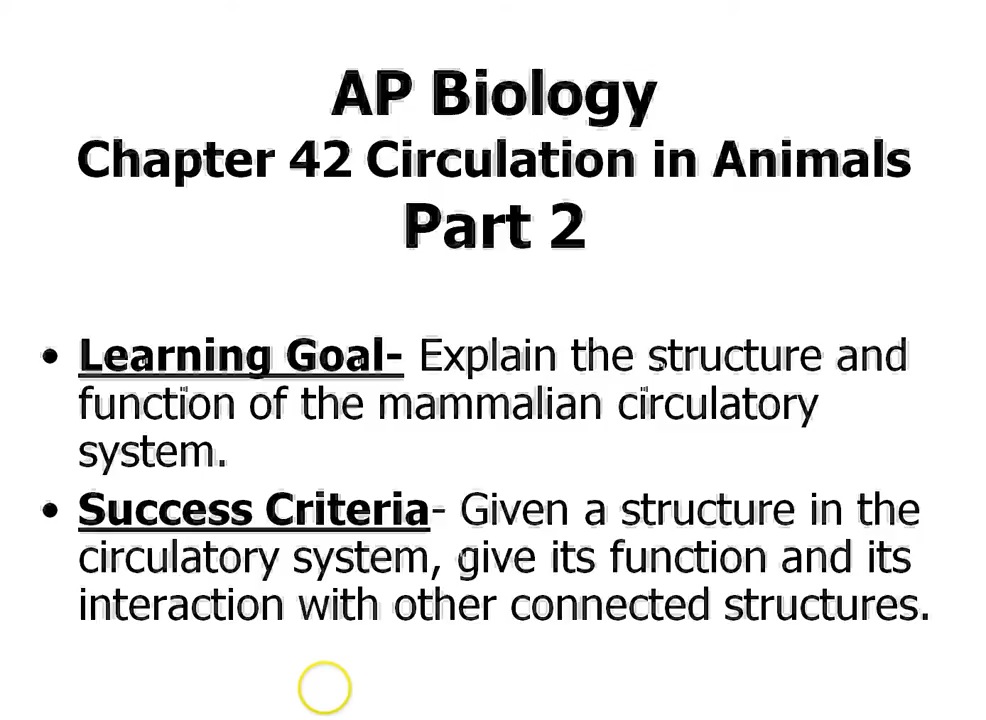 AP Biology
Chapter 42 Circulation in Animals
Part 2
• Learning Goal- Explain the structure and
function of the mammalian circulatory
system.
• Success Criteria- Given a structure in the
circulatory system, give its function and its
interaction with other connected structures.